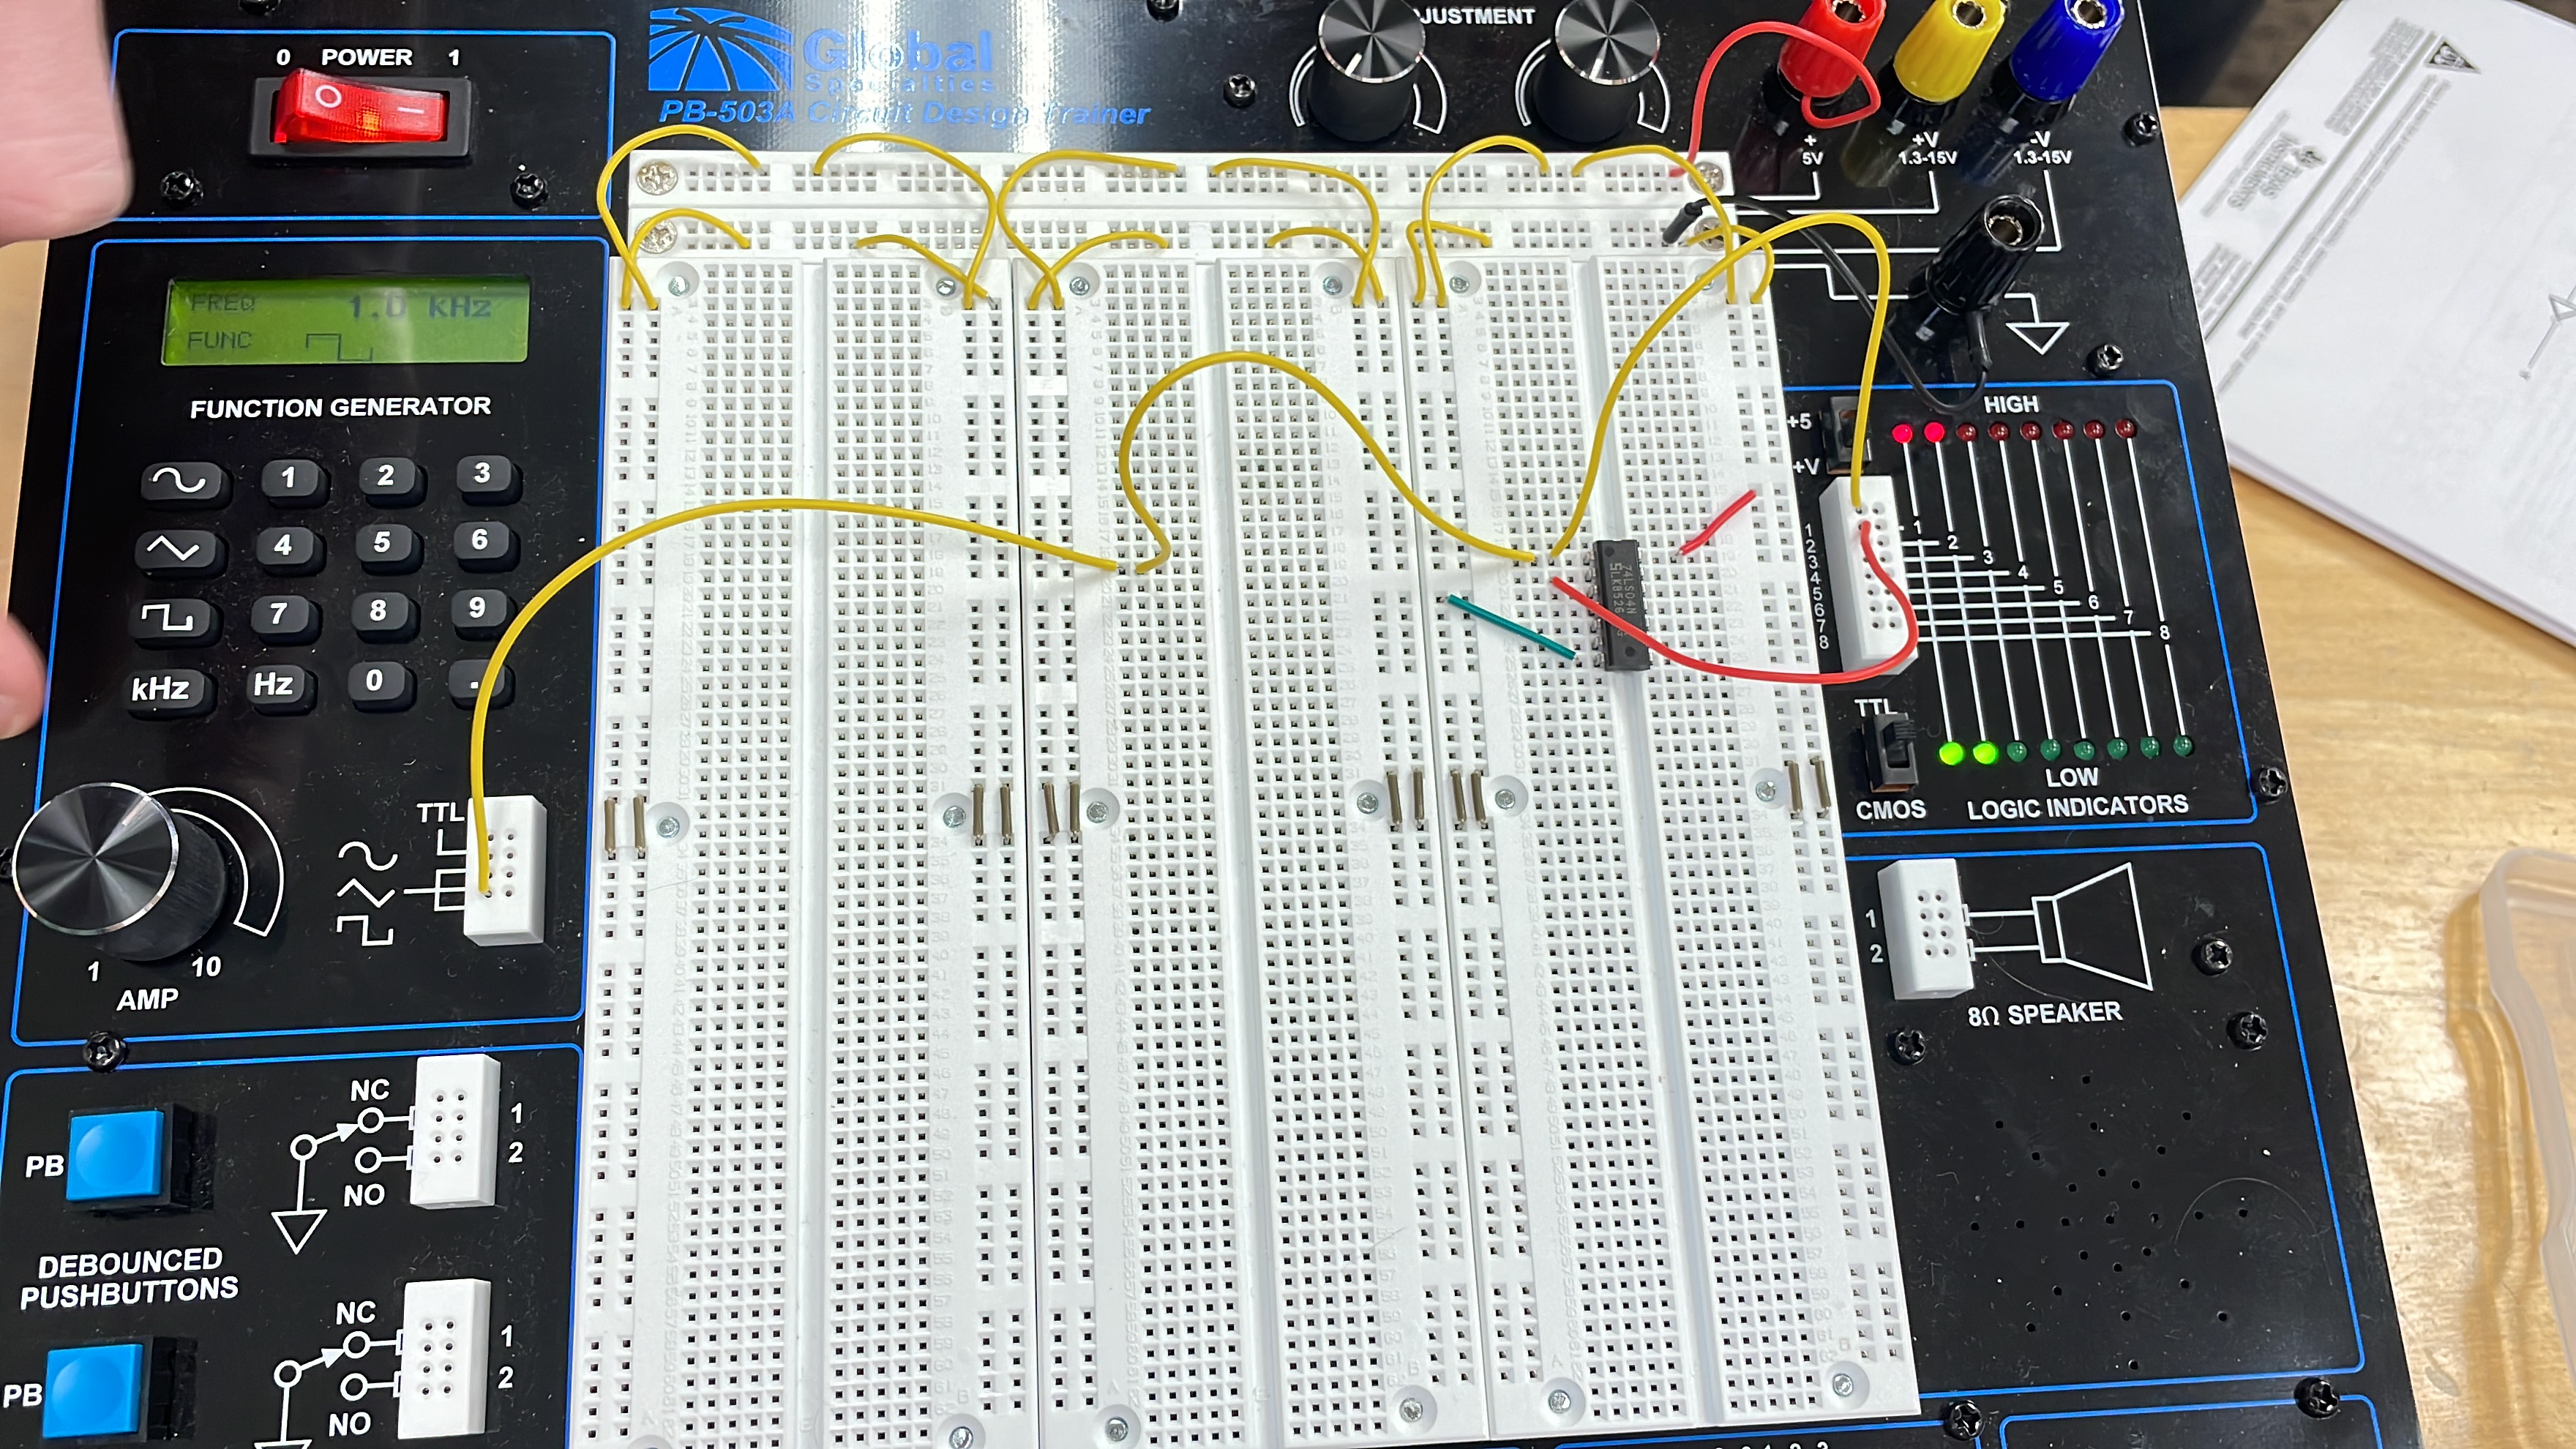 0 POWER 1
Global
Specialties
PB-503A Circuit Design Trainer
JUSTMENT
+
5V
+V
1.3-15V
-V
1.3-15V
FREQ 1.0 kHz
FUNC
FUNCTION GENERATOR
1 2 3
4 5 6
7 8 9
kHz Hz 0 .
TTL
1 10
AMP
HIGH
+5
+V
1
2
3
4
5
6
7
8
1
2
3
4
5
6
7
8
TTL
CMOS
LOW
LOGIC INDICATORS
74LS04N
1
2
8Ω SPEAKER
PB
NC
NO
1
2
DEBOUNCED
PUSHBUTTONS
PB
NC
NO
1
2